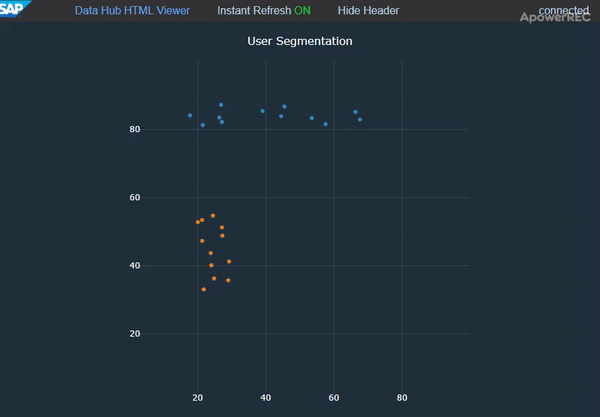 SAP Data Hub HTML Viewer Instant Refresh ON Hide Header connected
ApowerREC
User Segmentation
80
60
40
20
20 40 60 80